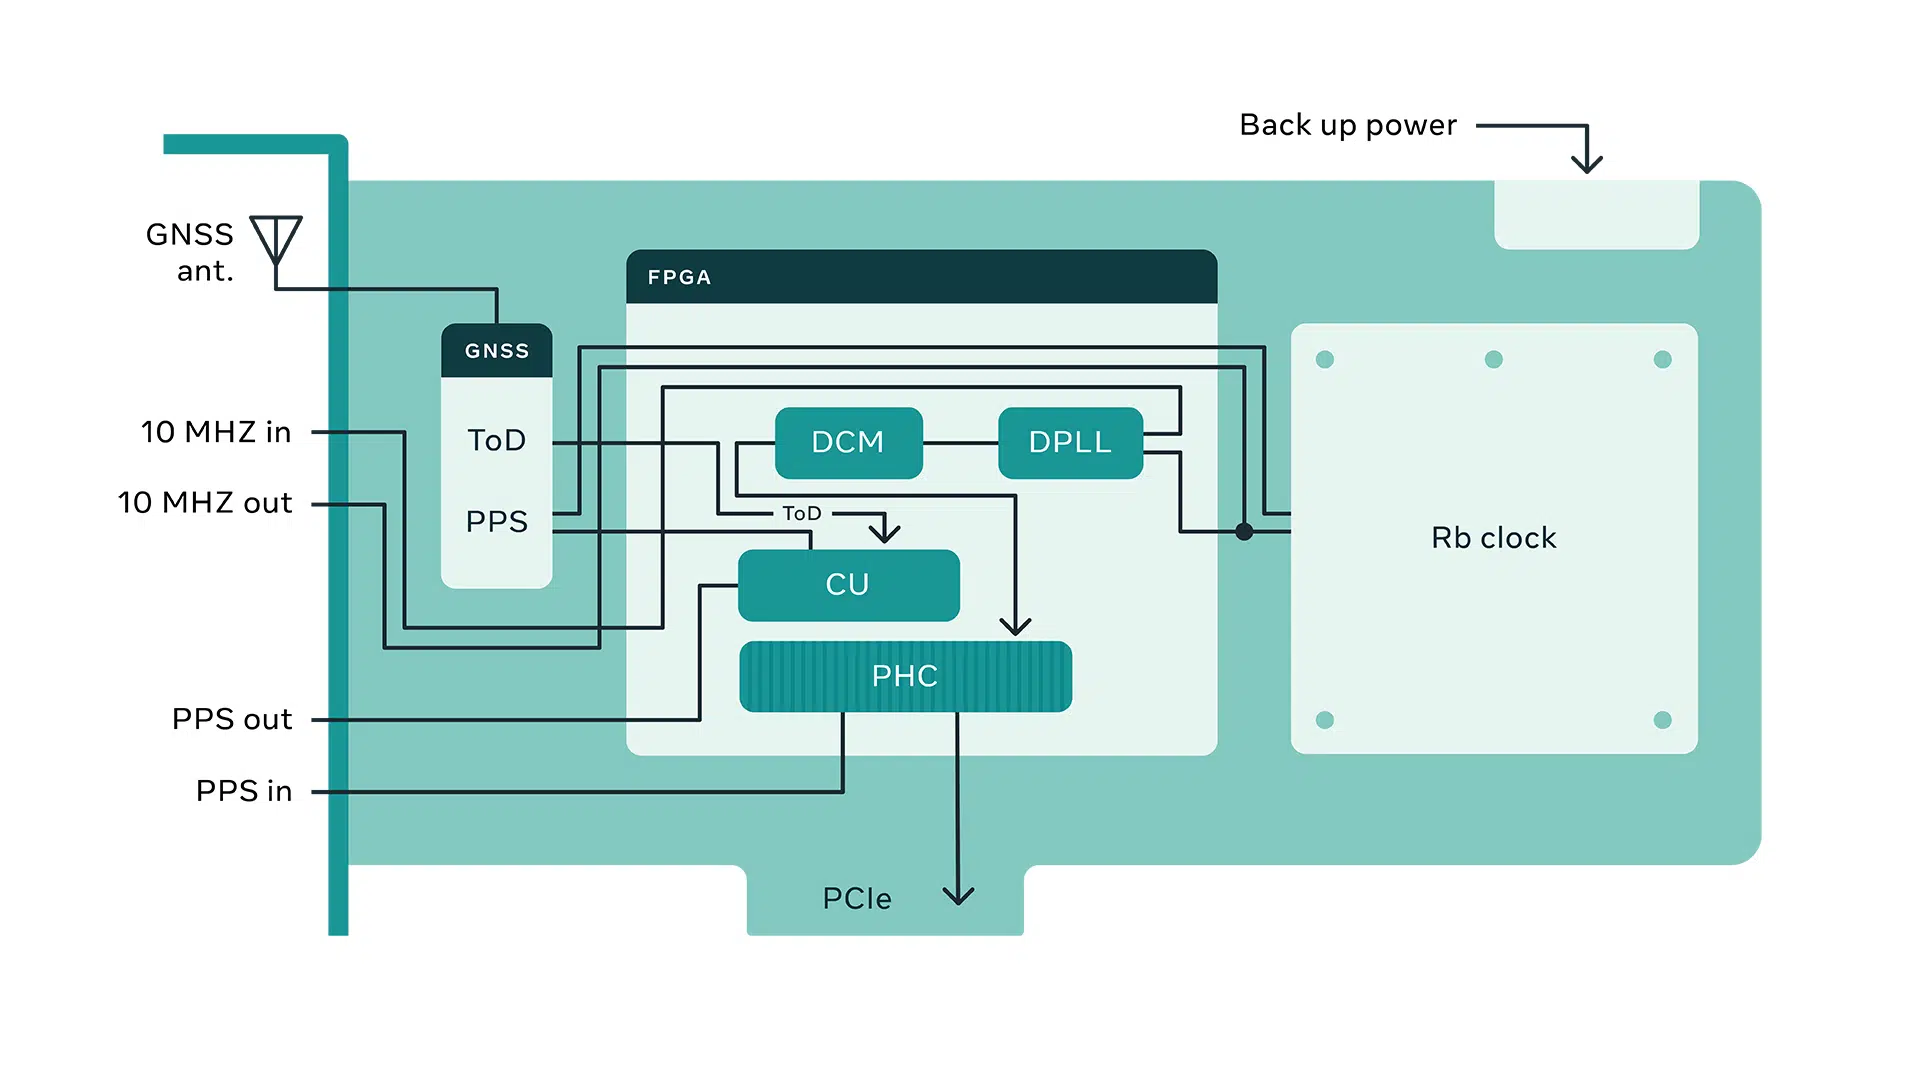 Back up power
GNSS
ant.
FPGA
GNSS
10 MHZ in
ToD
DCM
DPLL
10 MHZ out
PPS
ToD
Rb clock
CU
PHC
PPS out
PPS in
PCIe